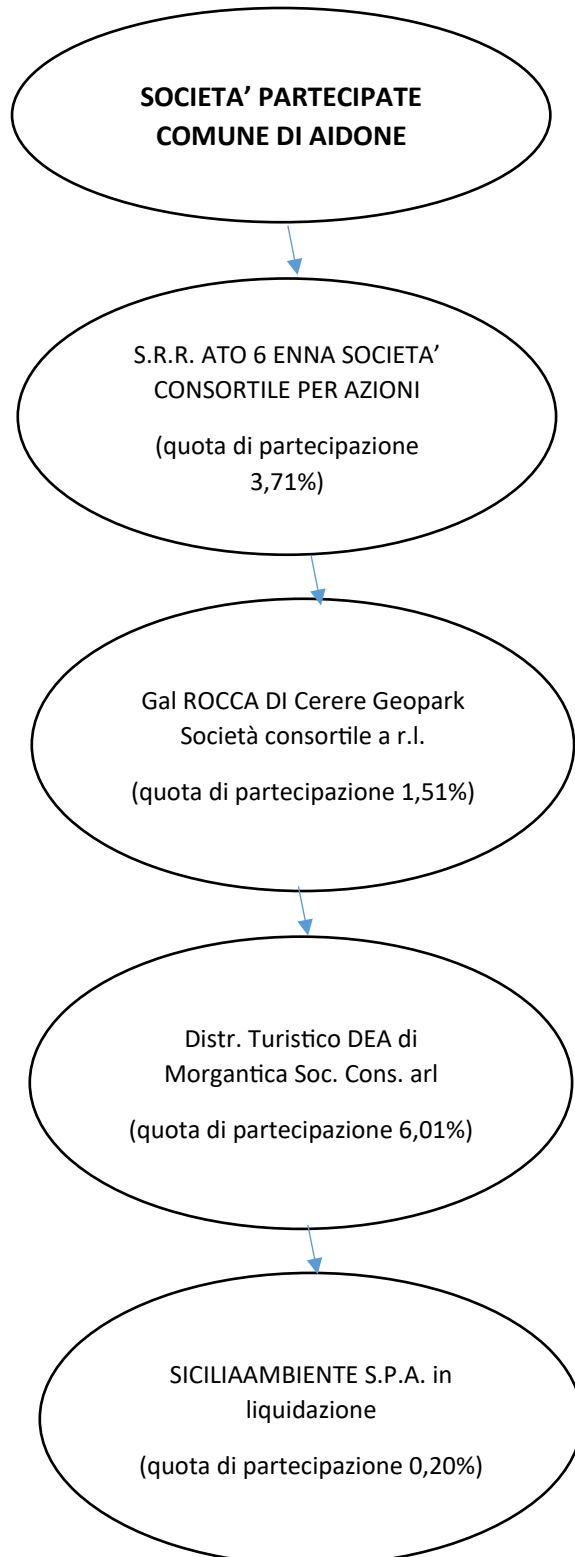 SOCIETA’ PARTECIPATE
COMUNE DI AIDONE
S.R.R. ATO 6 ENNA SOCIETA’
CONSORTILE PER AZIONI
(quota di partecipazione
3,71%)
Gal ROCCA DI Cerere Geopark
Società consortile a r.l.
(quota di partecipazione 1,51%)
Distr. Turistico DEA di
Morgantica Soc. Cons. arl
(quota di partecipazione 6,01%)
SICILIAAMBIENTE S.P.A. in
liquidazione
(quota di partecipazione 0,20%)